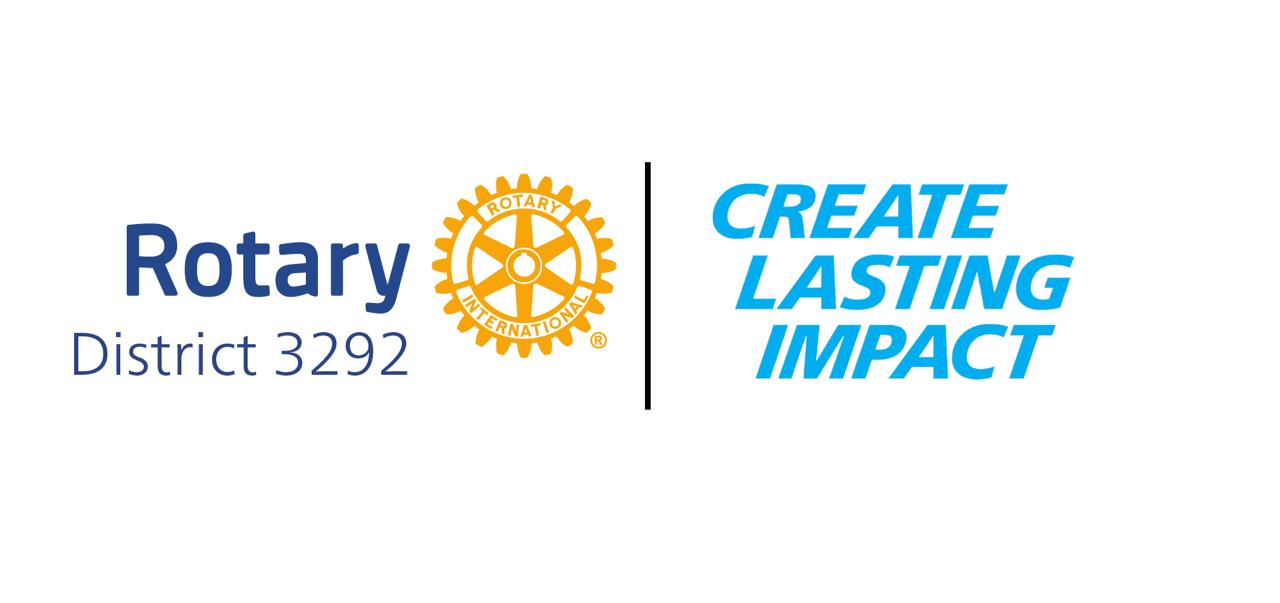 Rotary
District 3292
ROTARY
INTERNATIONAL
®
CREATE
LASTING
IMPACT